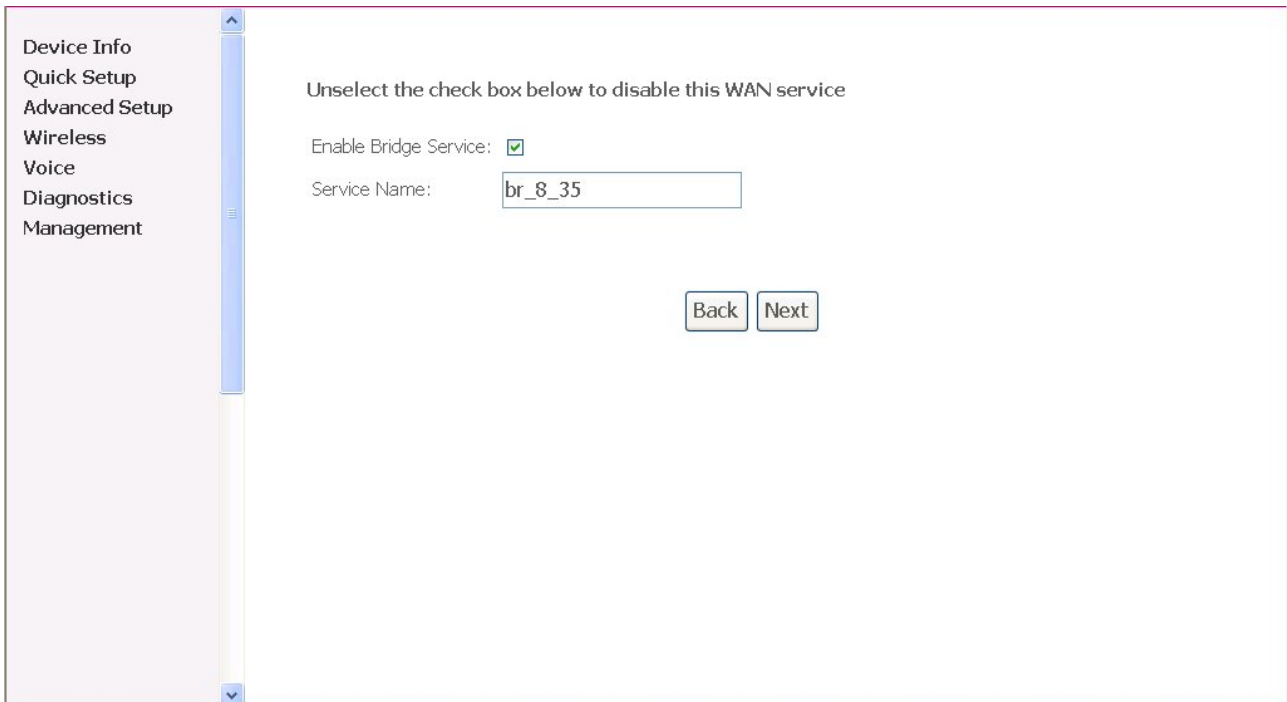 Device Info
Quick Setup
Advanced Setup
Wireless
Voice
Diagnostics
Management
Unselect the check box below to disable this WAN service
Enable Bridge Service:
Service Name: br_8_35
Back Next